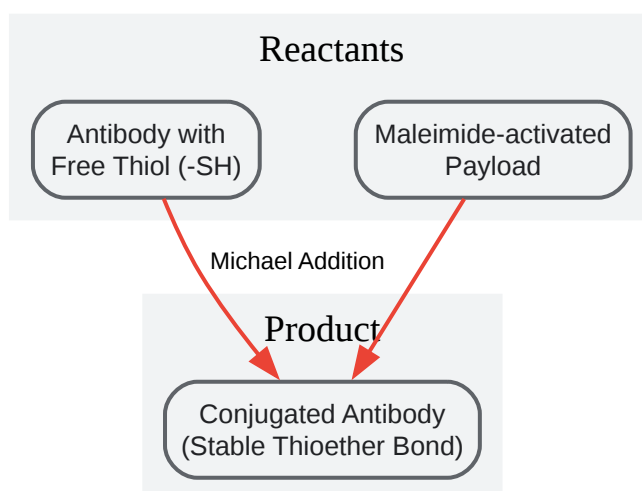 Reactants
Antibody with
Free Thiol (-SH)
Maleimide-activated
Payload
Michael Addition
Product
Conjugated Antibody
(Stable Thioether Bond)